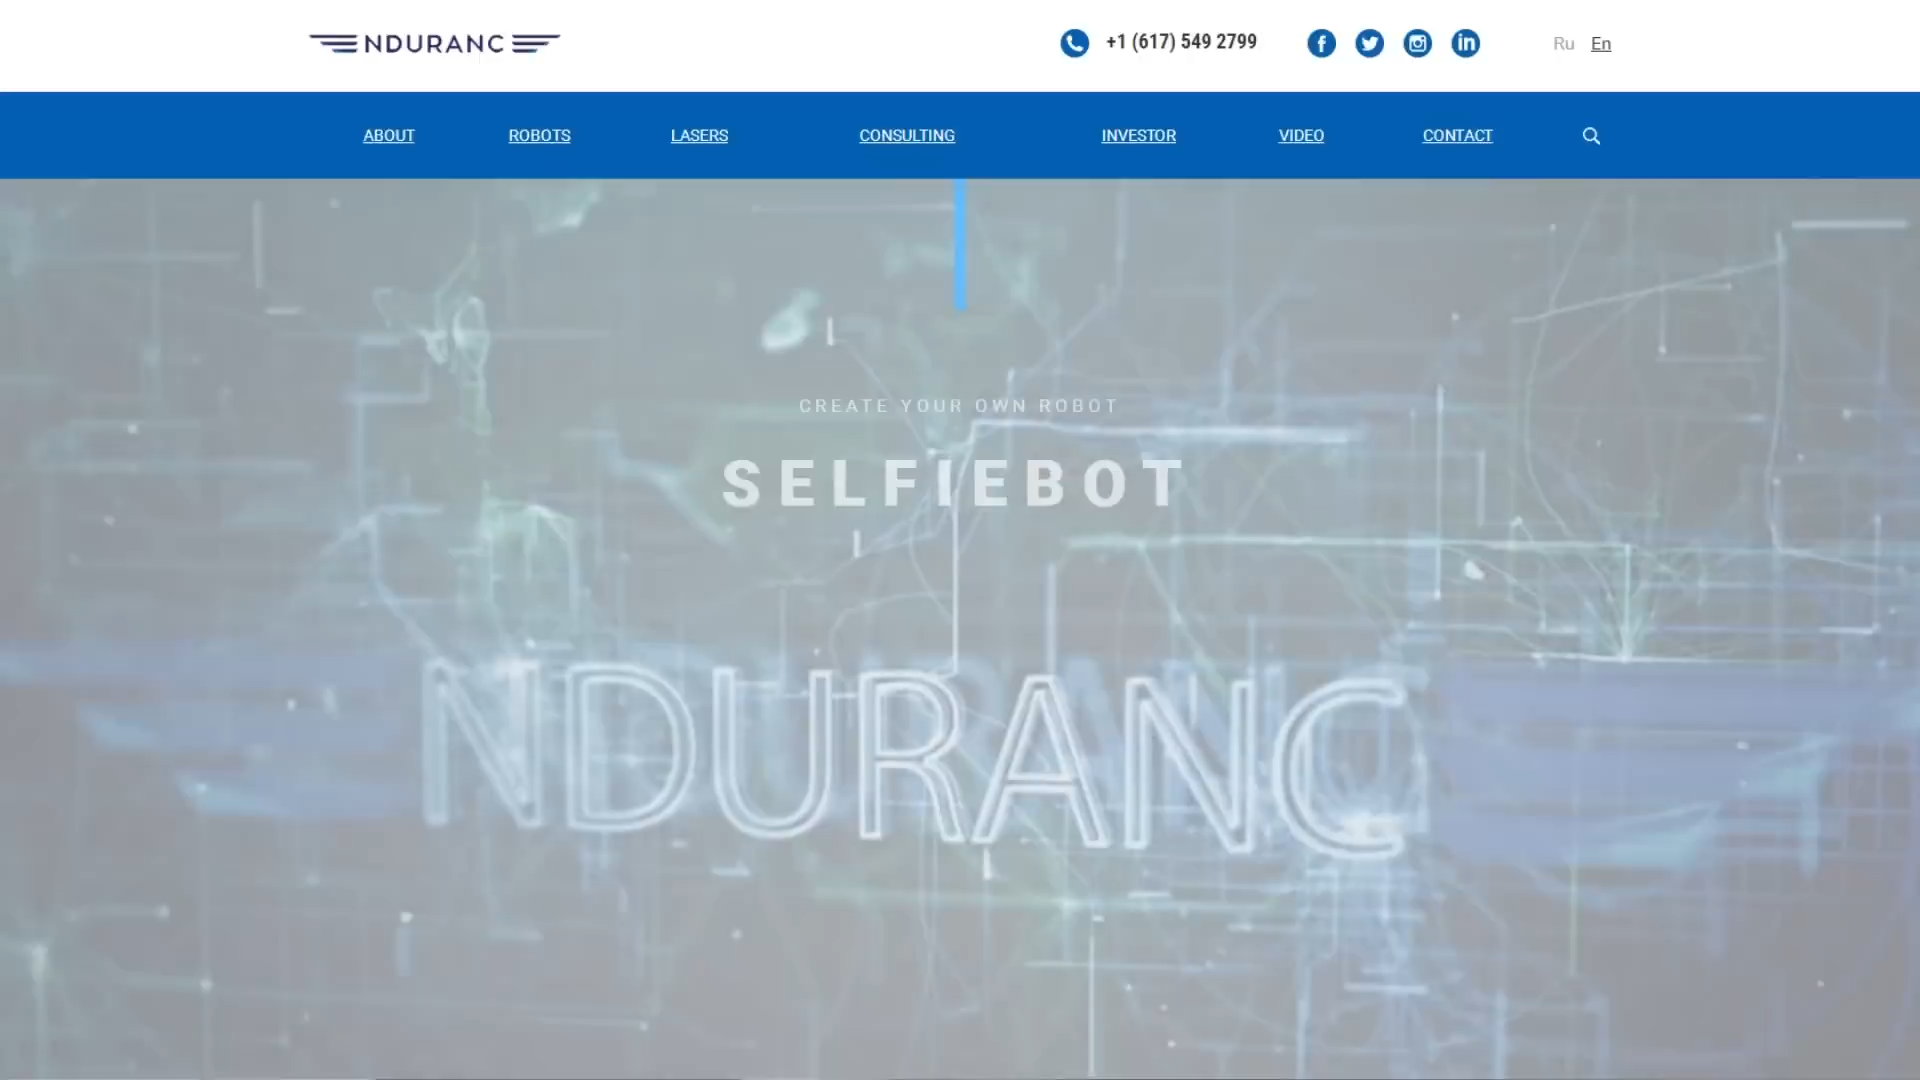 NDURANC
+1 (617) 549 2799
Ru En
ABOUT ROBOTS LASERS CONSULTING INVESTOR VIDEO CONTACT
CREATE YOUR OWN ROBOT
SELFIEBOT
NDURANC